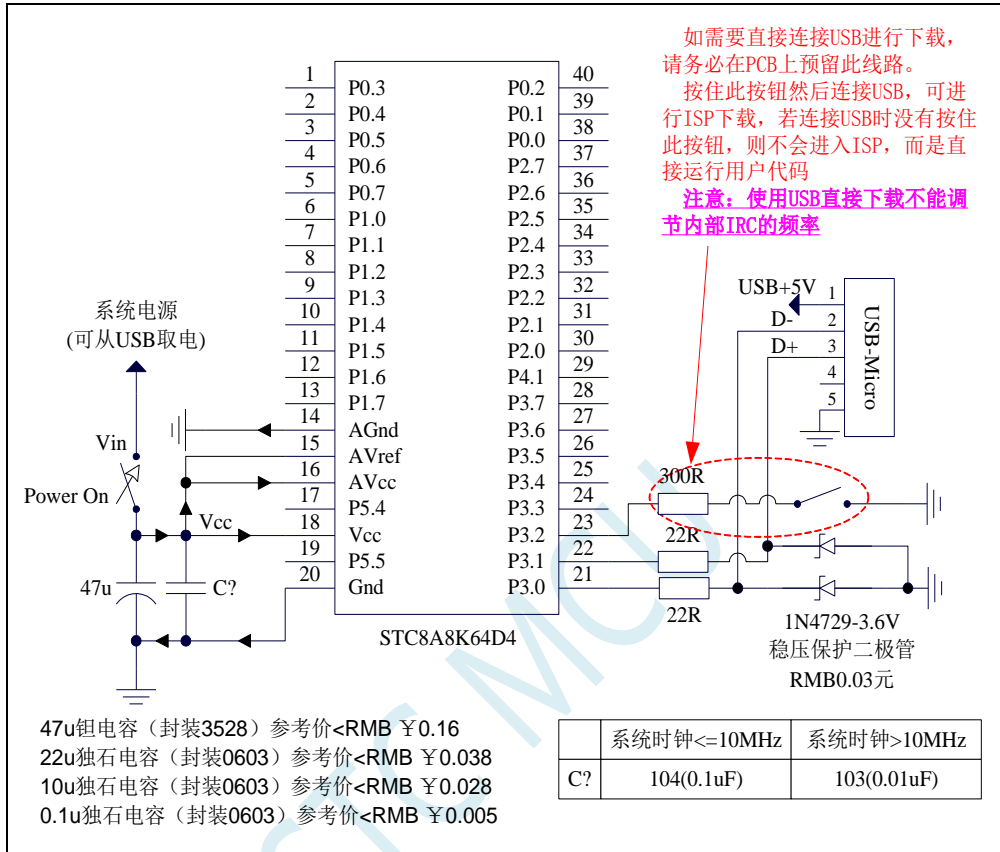 如需要直接连接USB进行下载，
请务必在PCB上预留此线路。
按住此按钮然后连接USB，可进
行ISP下载，若连接USB时没有按住
此按钮，则不会进入ISP，而是直
接运行用户代码
注意：使用USB直接下载不能调
节内部IRC的频率
1 P0.3 P0.2 40
2 P0.4 P0.1 39
3 P0.5 P0.0 38
4 P0.6 P2.7 37
5 P0.7 P2.6 36
6 P1.0 P2.5 35
7 P1.1 P2.4 34
8 P1.2 P2.3 33
9 P1.3 P2.2 32
10 P1.4 P2.1 31
11 P1.5 P2.0 30
12 P1.6 P4.1 29
13 P1.7 P3.7 28
14 AGnd P3.6 27
15 AVref P3.5 26
16 AVcc P3.4 25
17 P5.4 P3.3 24
18 Vcc P3.2 23
19 P5.5 P3.1 22
20 Gnd P3.0 21
STC8A8K64D4
系统电源
(可从USB取电)
Vin
Power On
Vcc
47u
C?
USB+5V 1
D- 2
D+ 3
4
5
USB-Micro
300R
22R
22R
1N4729-3.6V
稳压保护二极管
RMB0.03元
47u钽电容（封装3528）参考价<RMB ￥0.16
22u独石电容（封装0603）参考价<RMB ￥0.038
10u独石电容（封装0603）参考价<RMB ￥0.028
0.1u独石电容（封装0603）参考价<RMB ￥0.005
系统时钟<=10MHz 系统时钟>10MHz
C? 104(0.1uF) 103(0.01uF)
STC MCU